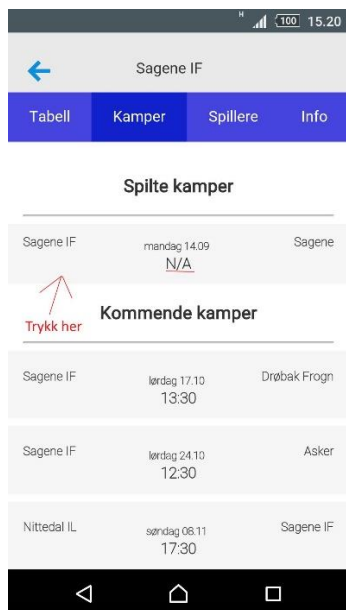 H 100 15.20
Sagene IF
Tabell Kamper Spillere Info
Spilte kamper
Sagene IF mandag 14.09 Sagene
N/A
Trykk her
Kommende kamper
Sagene IF lørdag 17.10 Drøbak Frogn
13:30
Sagene IF lørdag 24.10 Asker
12:30
Nittedal IL søndag 08.11 Sagene IF
17:30